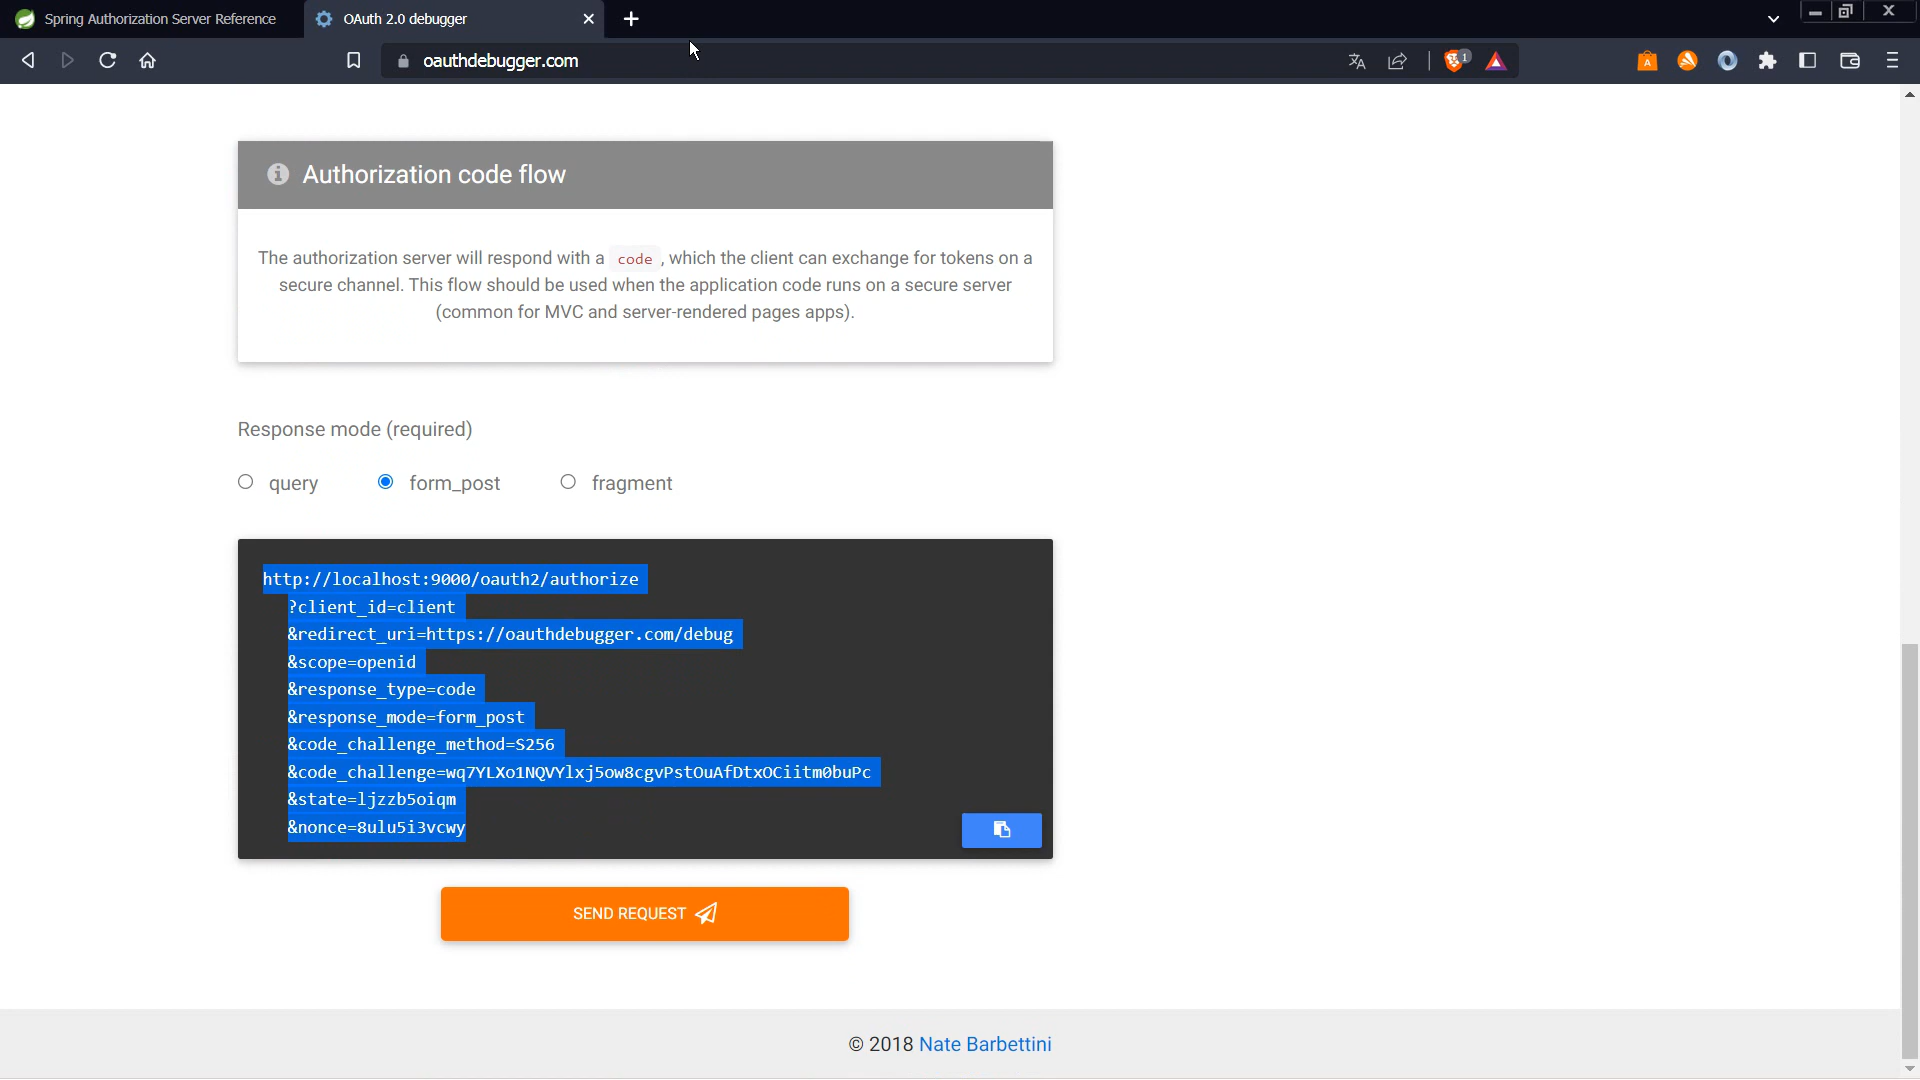 Spring Authorization Server Reference
OAuth 2.0 debugger
oauthdebugger.com
1
Authorization code flow
The authorization server will respond with a code , which the client can exchange for tokens on a
secure channel. This flow should be used when the application code runs on a secure server
(common for MVC and server-rendered pages apps).
Response mode (required)
query
form_post
fragment
http://localhost:9000/oauth2/authorize
?client_id=client
&redirect_uri=https://oauthdebugger.com/debug
&scope=openid
&response_type=code
&response_mode=form_post
&code_challenge_method=S256
&code_challenge=wq7YLXo1NQVYlxj5ow8cgvPstOuAfDtxOCiitm0buPc
&state=ljzzb5oiqm
&nonce=8ulu5i3vcwy
SEND REQUEST
© 2018 Nate Barbettini